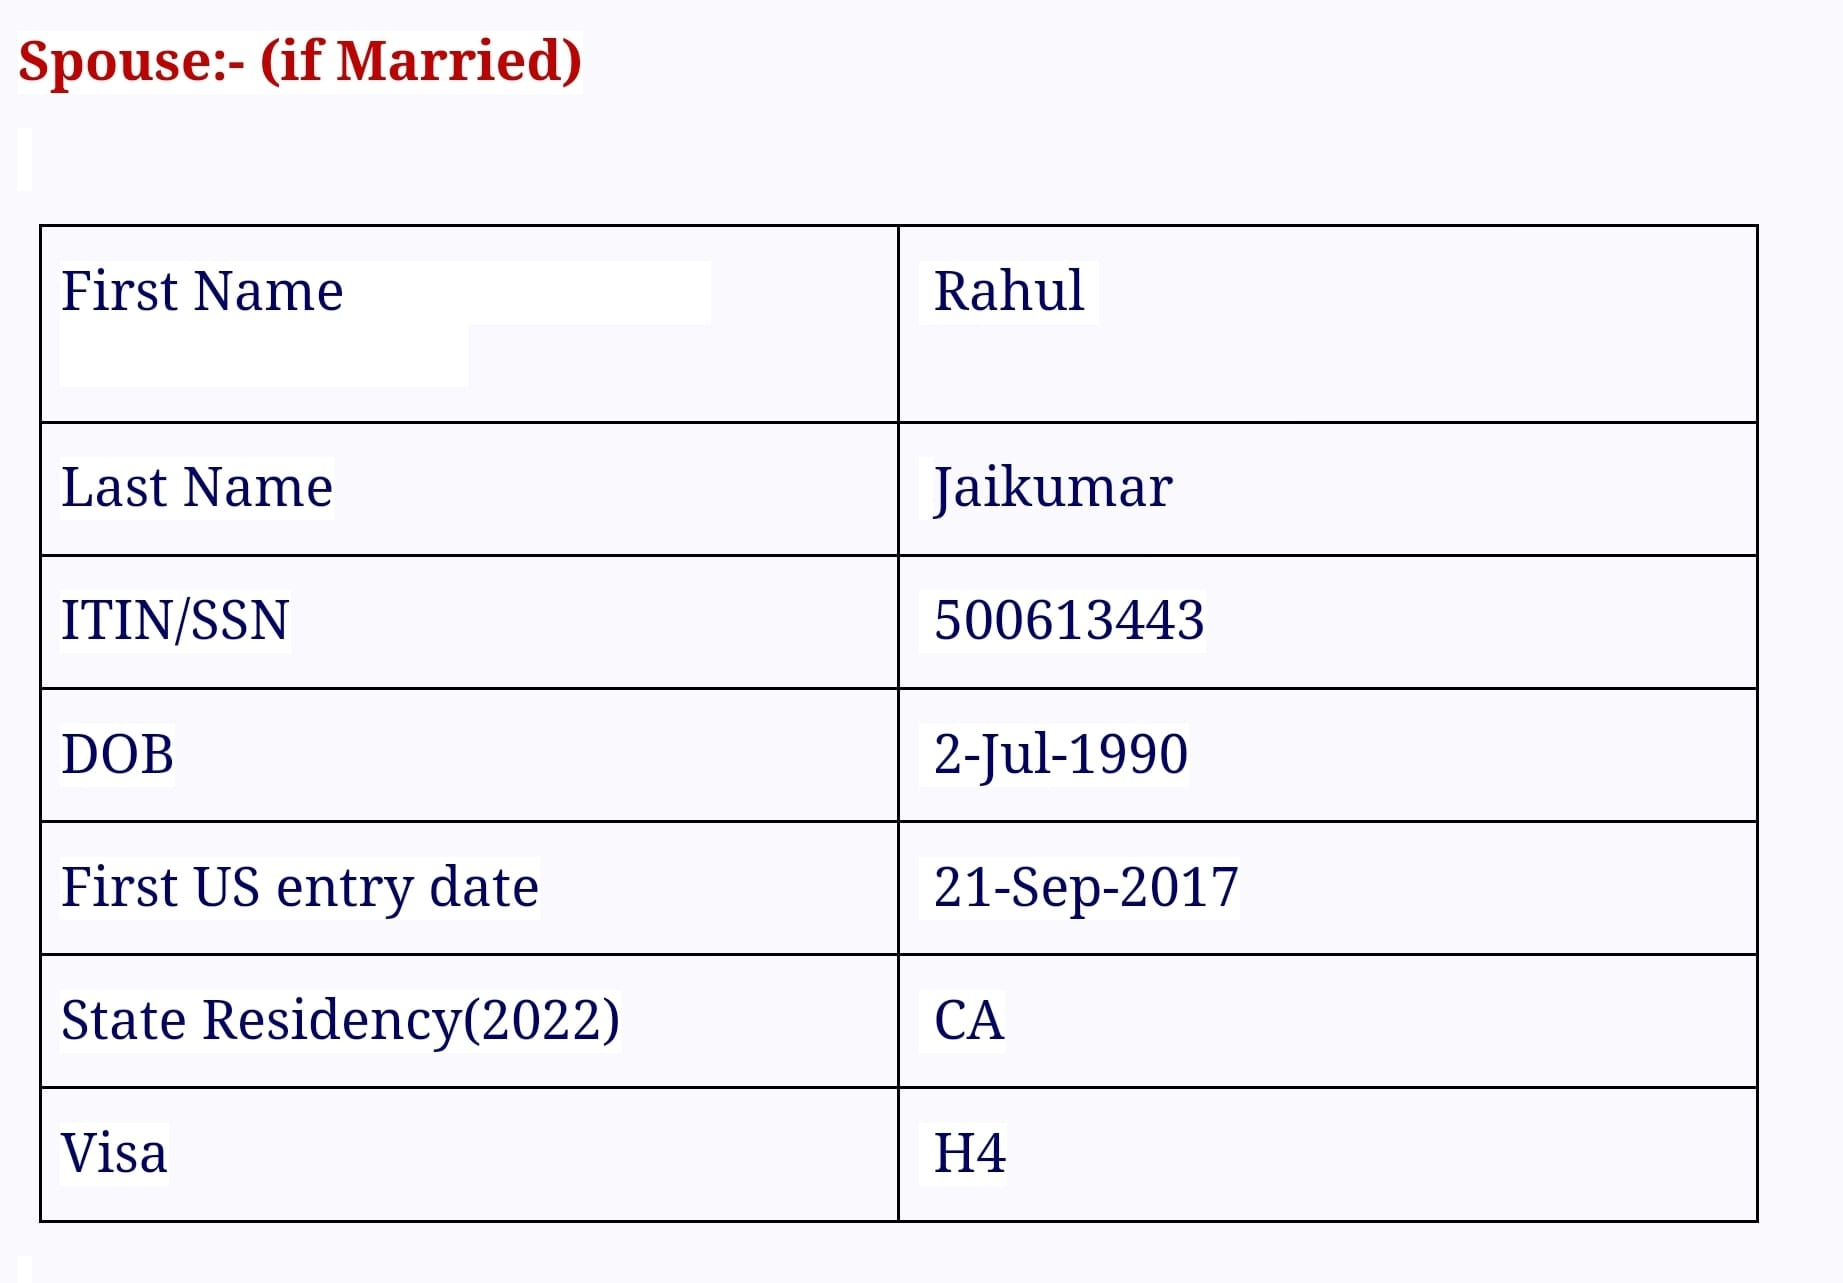 Spouse:- (if Married)
First Name
Rahul
Last Name
Jaikumar
ITIN/SSN
500613443
DOB
2-Jul-1990
First US entry date
21-Sep-2017
State Residency(2022)
CA
Visa
H4